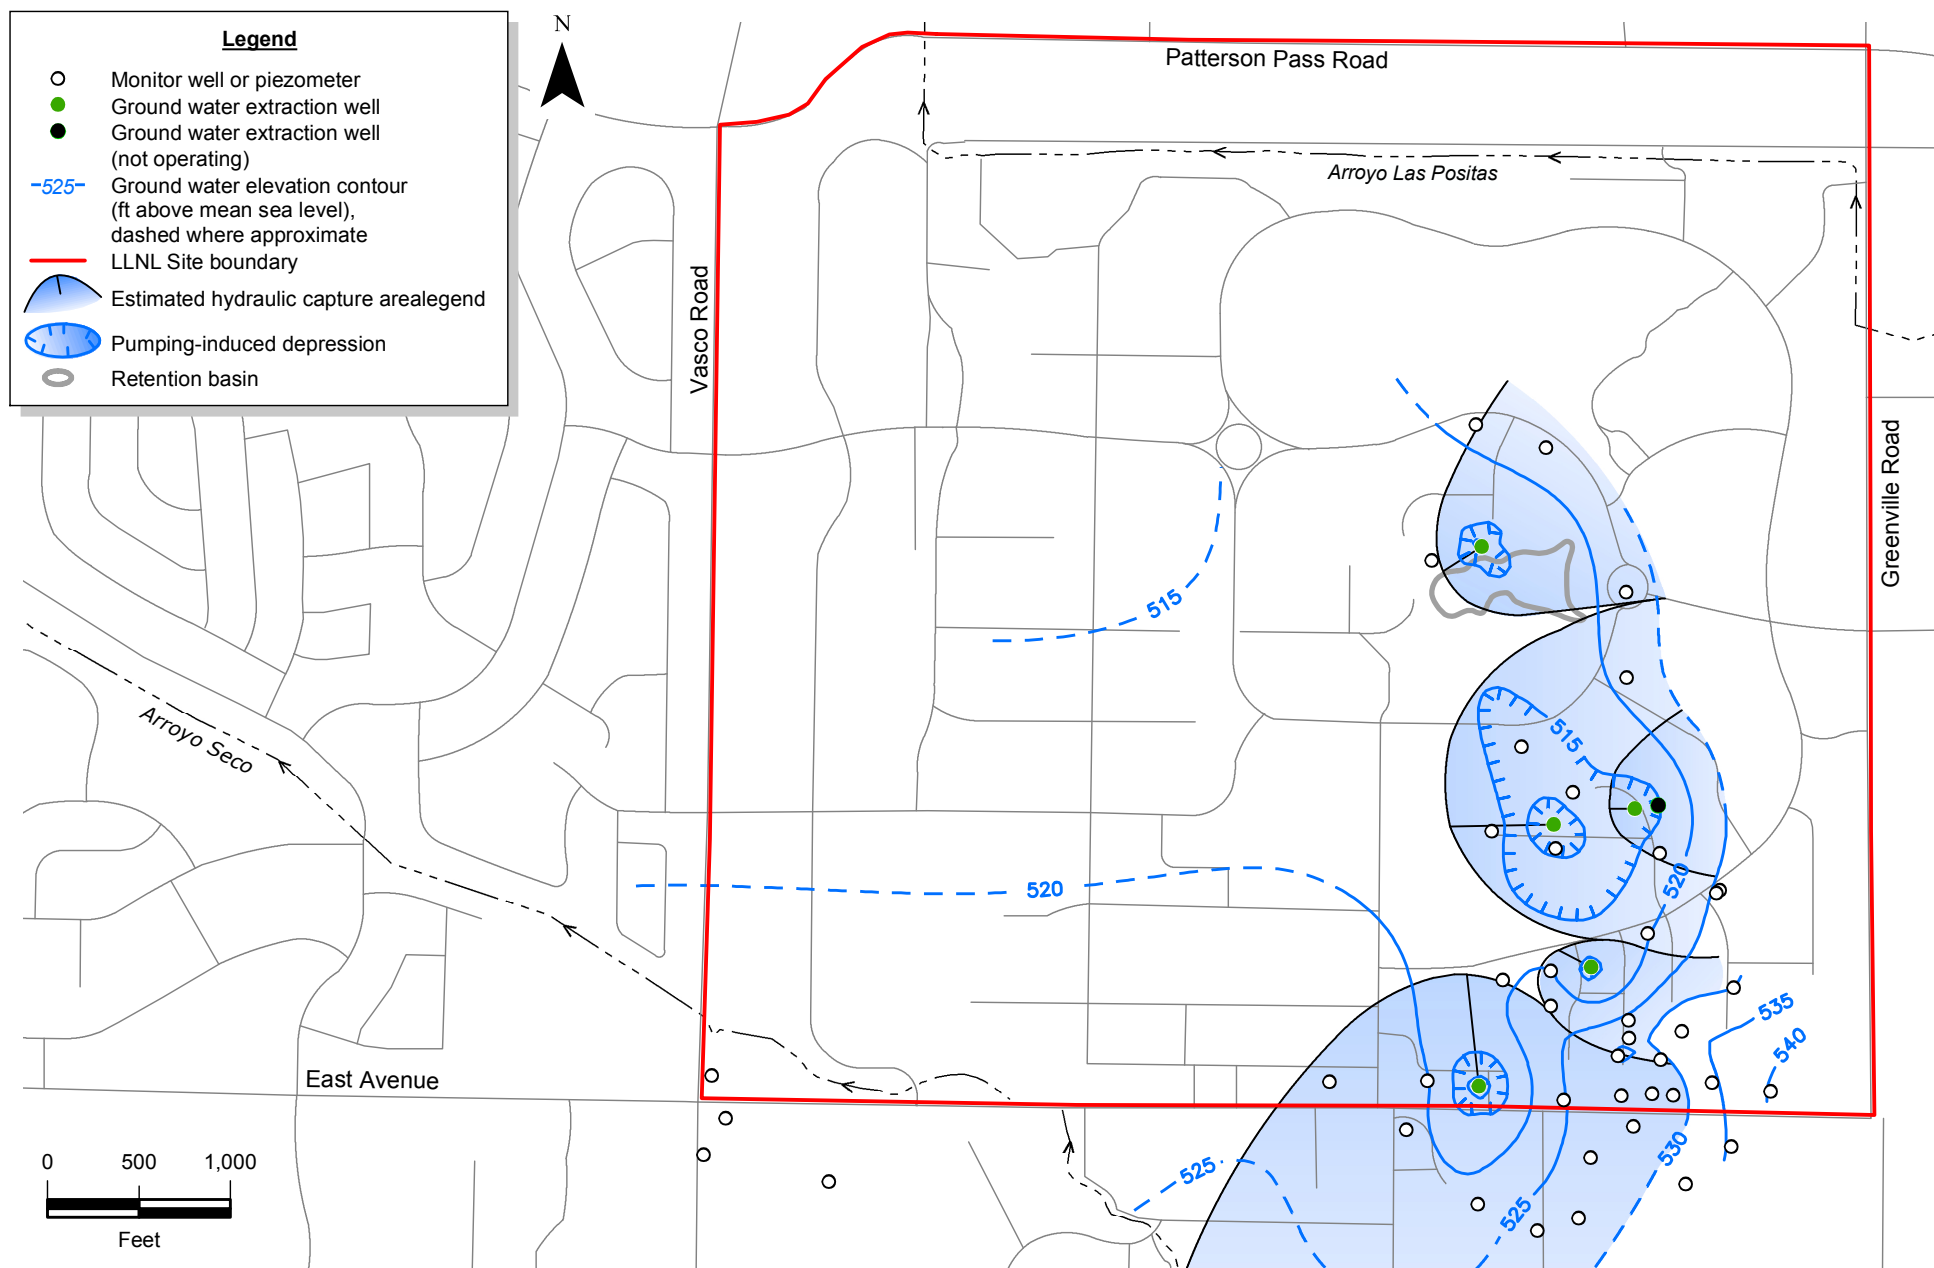 Legend
Monitor well or piezometer
Ground water extraction well
Ground water extraction well
(not operating)
525
Ground water elevation contour
(ft above mean sea level),
dashed where approximate
LLNL Site boundary
Estimated hydraulic capture arealegend
Pumping-induced depression
Retention basin
N
Patterson Pass Road
Arroyo Las Positas
Vasco Road
Greenville Road
515
515
Arroyo Seco
520
520
535
540
East Avenue
530
525
525
0 500 1,000
Feet